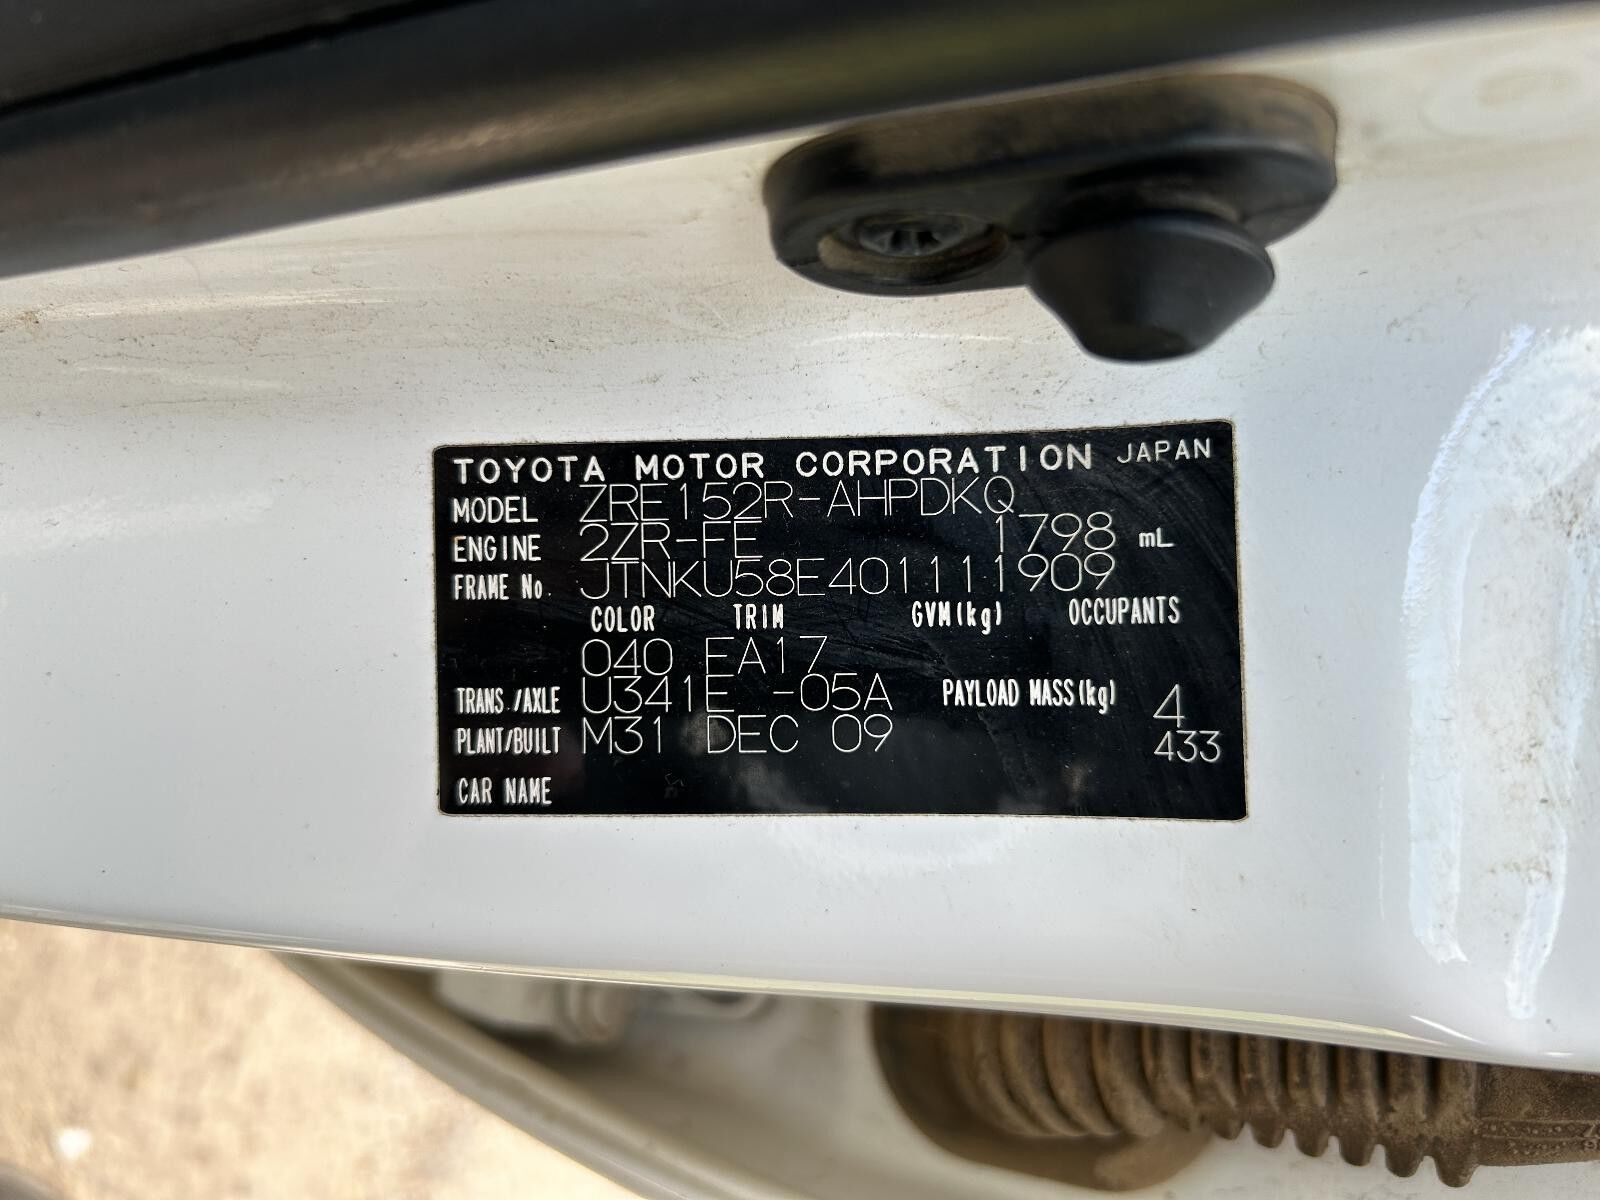 TOYOTA MOTOR CORPORATION JAPAN
MODEL ZRE152R-AHPDKQ
ENGINE 2ZR-FE 1798 mL
FRAME No. JTNKU58E401111909
COLOR TRIM GVM(kg) OCCUPANTS
040 EA17
TRANS./AXLE U341E -05A PAYLOAD MASS(kg) 4
PLANT/BUILT M31 DEC 09 433
CAR NAME